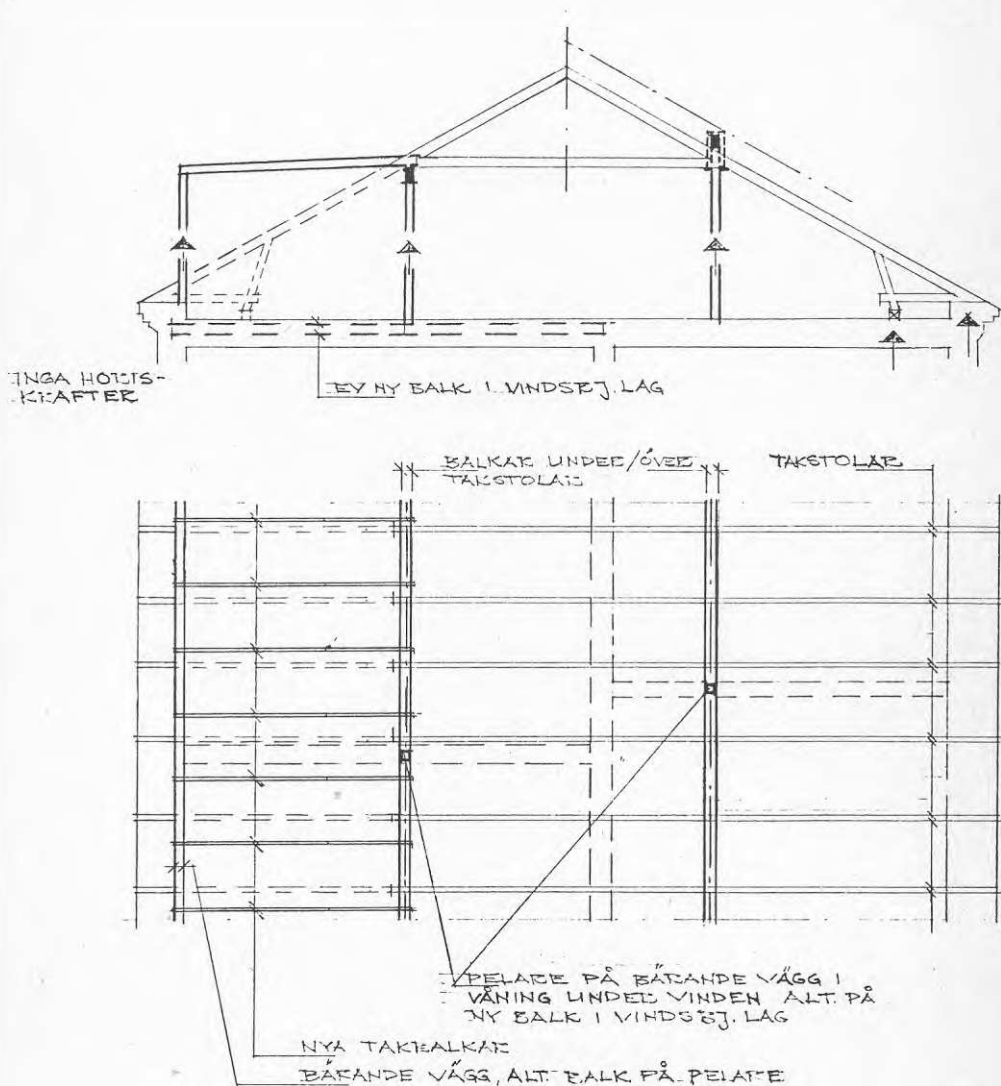 INGA HORIS-
KRAFTER
EV NY BALK I VINDSBJ. LAG
BALKAR UNDER/ÖVER
TAKSTOLAR
TAKSTOLAR
PELARE PÅ BÄRANDE VÄGG I
VÅNING UNDER VINDEN ALT. PÅ
NY BALK I VINDSBJ. LAG
NYA TAKBALKAR
BÄRANDE VÄGG, ALT. BALK PÅ PELARE